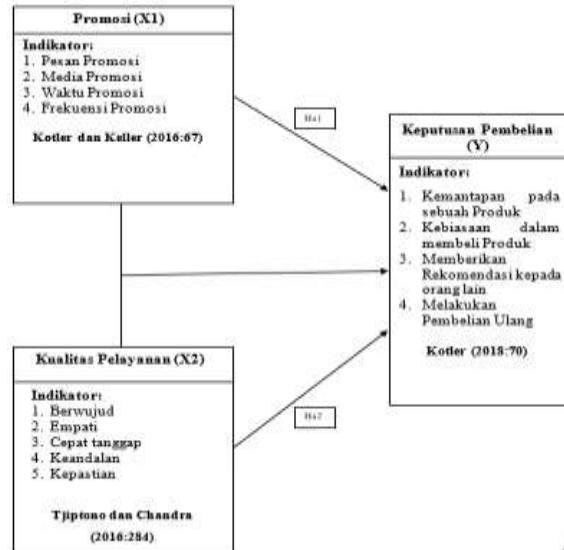 Promosi (X1)
Indikator:
1. Pesan Promosi
2. Media Promosi
3. Waktu Promosi
4. Frekuensi Promosi
Kotler dan Keller (2016:67)
Ha1
Keputusan Pembelian
(Y)
Indikator:
1. Kemantapan pada
sebuah Produk
2. Kebiasaan dalam
membeli Produk
3. Memberikan
Rekomendasi kepada
orang lain
4. Melakukan
Pembelian Ulang
Kotler (2018:70)
Kualitas Pelayanan (X2)
Indikator:
1. Berwujud
2. Empati
3. Cepat tanggap
4. Keandalan
5. Kepastian
Tjiptono dan Chandra
(2016:284)
Ha2